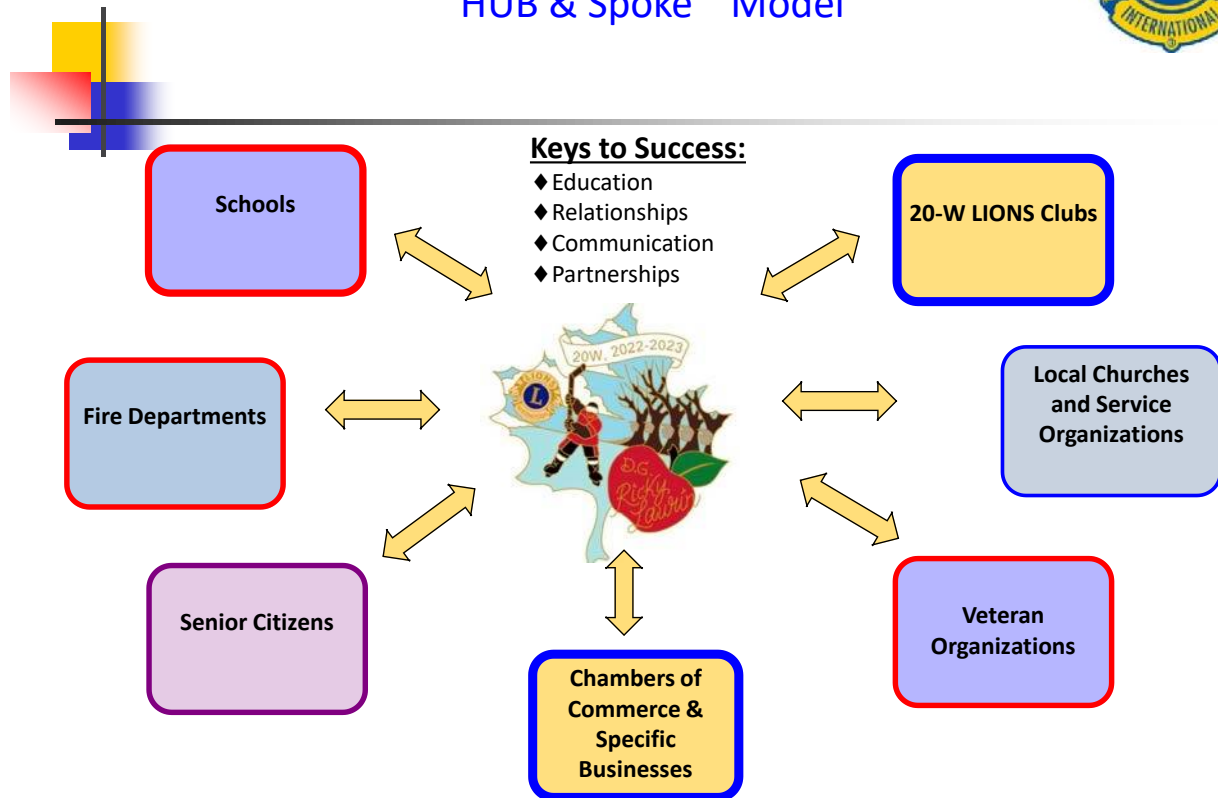 HUB & Spoke" Model
INTERNATIONAL
Keys to Success:
♦Education
♦Relationships
♦Communication
♦Partnerships
Schools
20-W LIONS Clubs
20W, 2022-2023
LIONS
L
D.G.
Ricky
Laurin
Fire Departments
Local Churches
and Service
Organizations
Senior Citizens
Veteran
Organizations
Chambers of
Commerce &
Specific
Businesses